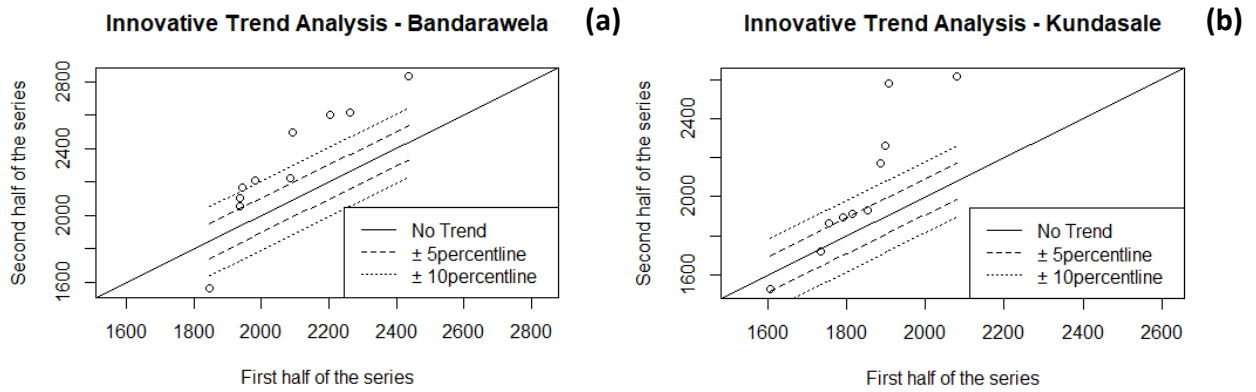 Innovative Trend Analysis - Bandarawela
(a)
Second half of the series
2800
2400
2000
1600
No Trend
± 5percentline
± 10percentline
1600 1800 2000 2200 2400 2600 2800
First half of the series
Innovative Trend Analysis - Kundasale
(b)
Second half of the series
2400
2000
1600
No Trend
± 5percentline
± 10percentline
1600 1800 2000 2200 2400 2600
First half of the series